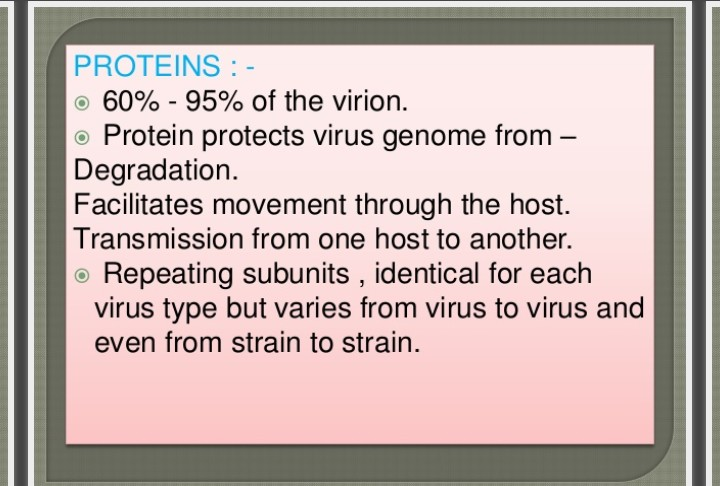 PROTEINS : -
60% - 95% of the virion.
Protein protects virus genome from –
Degradation.
Facilitates movement through the host.
Transmission from one host to another.
Repeating subunits , identical for each
virus type but varies from virus to virus and
even from strain to strain.